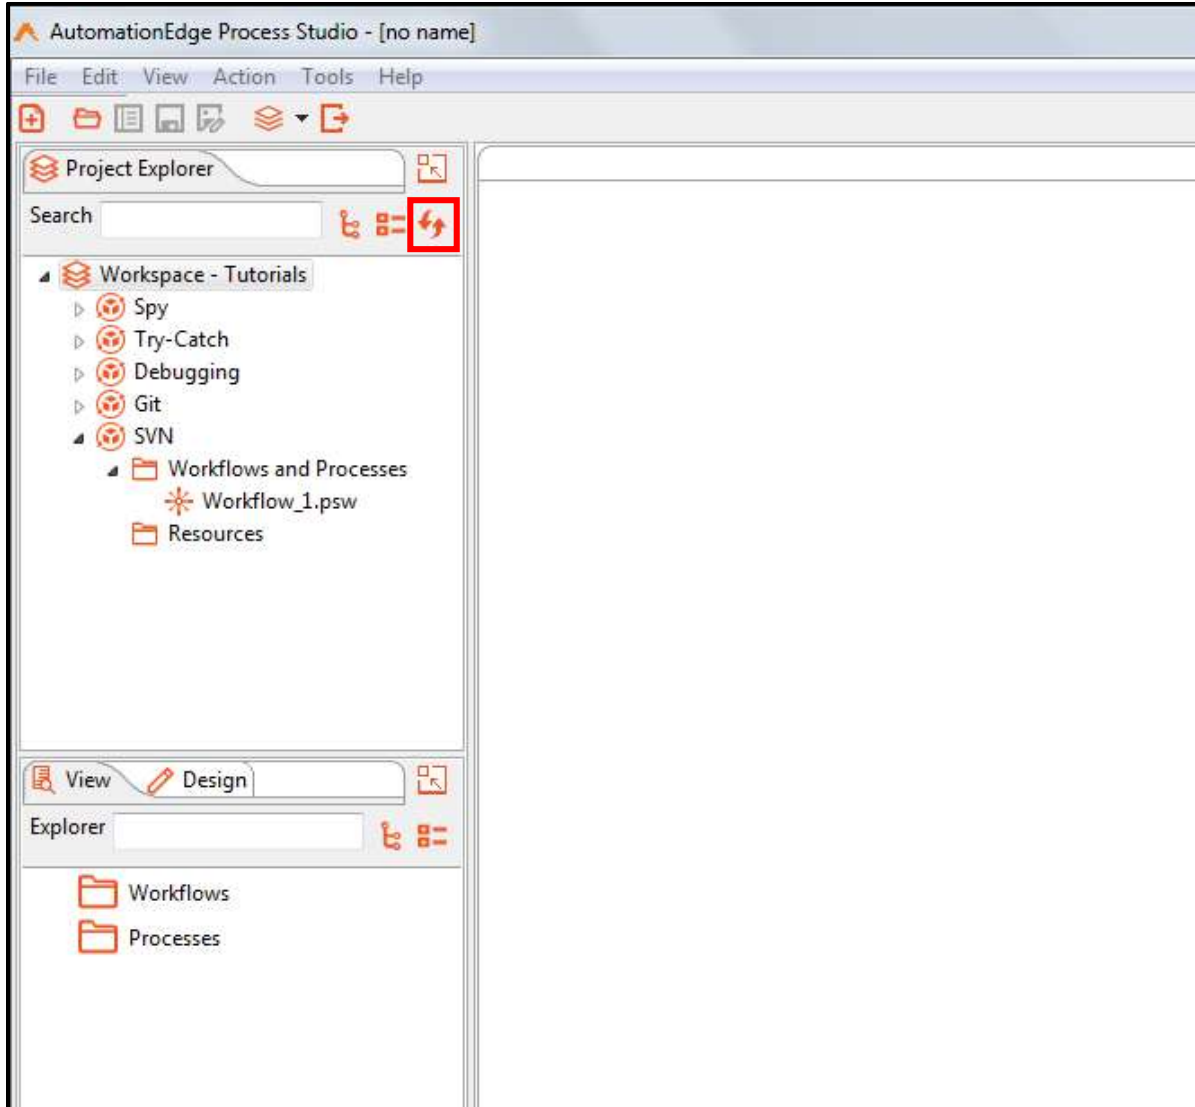 AutomationEdge Process Studio - [no name]
File Edit View Action Tools Help
Project Explorer
Search
Workspace - Tutorials
Spy
Try-Catch
Debugging
Git
SVN
Workflows and Processes
Workflow_1.psw
Resources
View Design
Explorer
Workflows
Processes